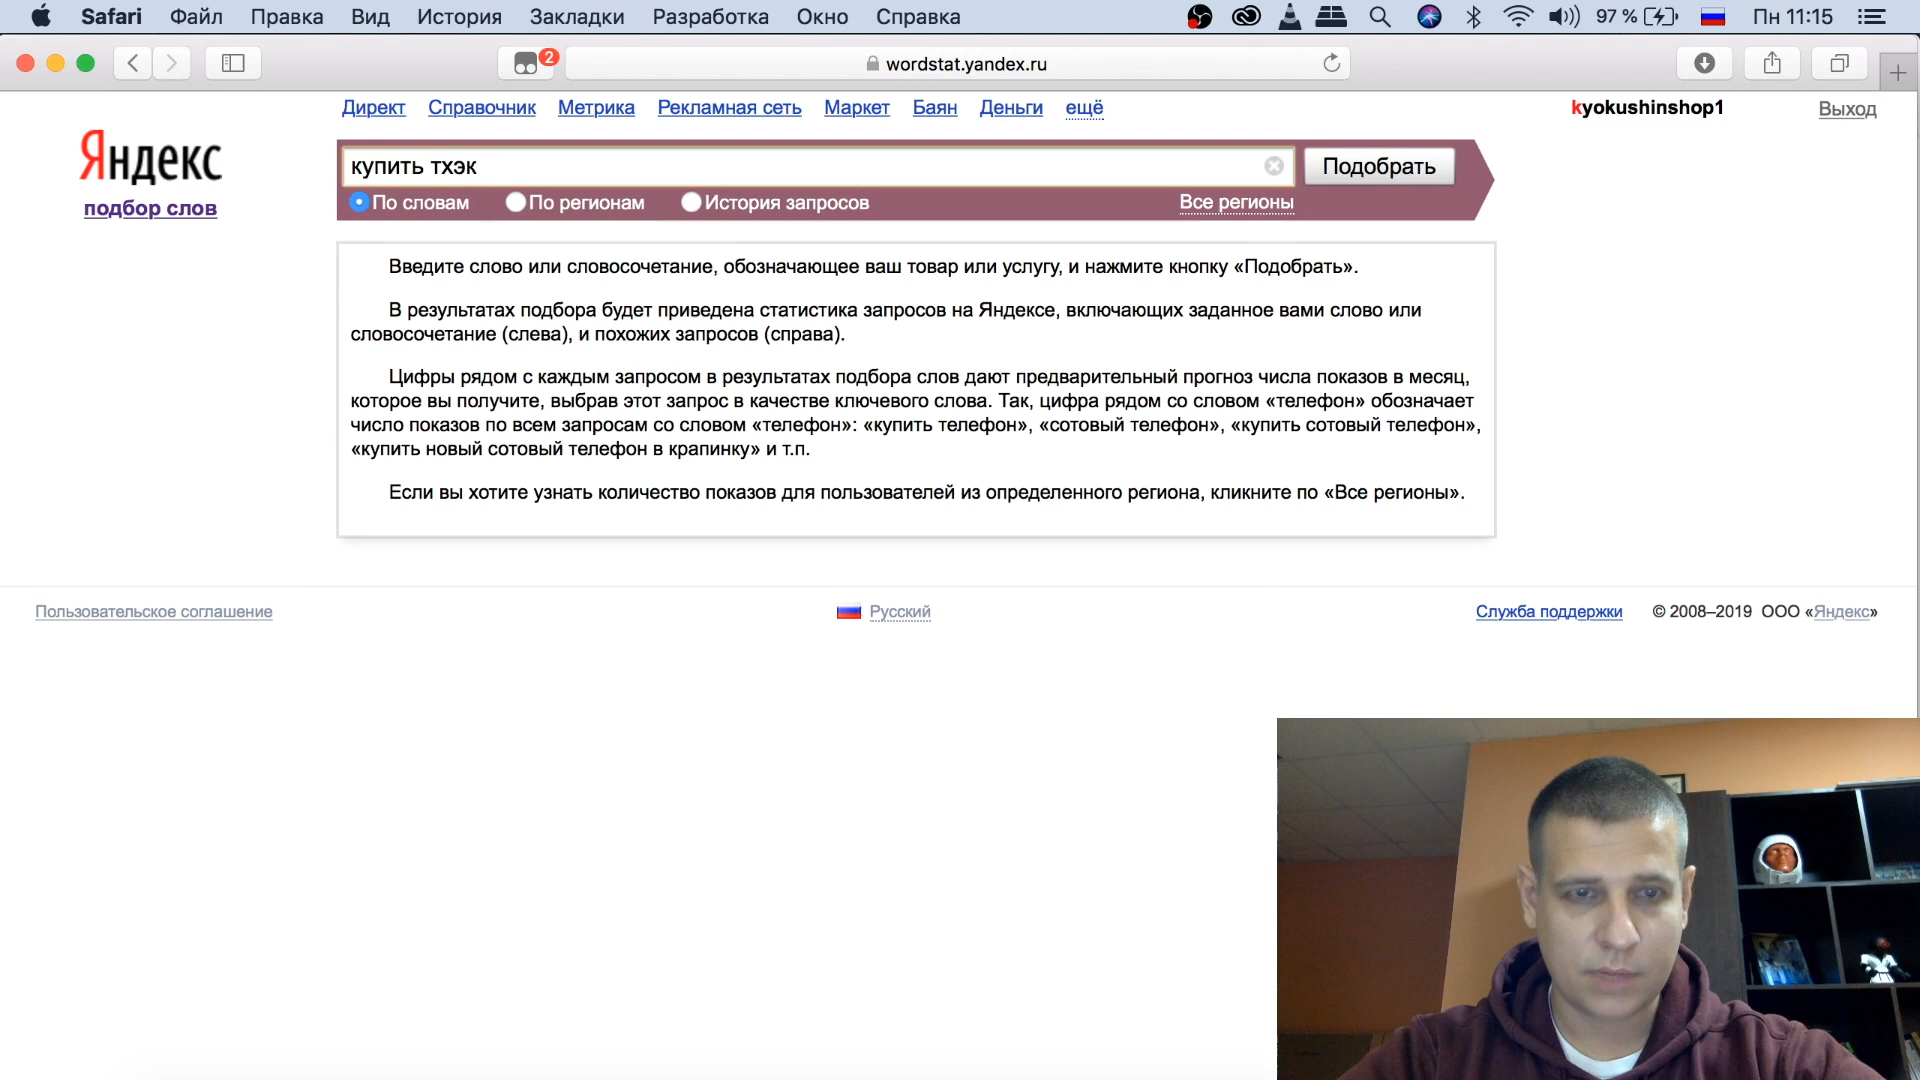 Safari Файл Правка Вид История Закладки Разработка Окно Справка 97 % Пн 11:15
2 wordstat.yandex.ru
Директ Справочник Метрика Рекламная сеть Маркет Баян Деньги ещё kyokushinshop1 Выход
Яндекс
подбор слов
купить тхэк Подобрать
По словам По регионам История запросов Все регионы
Введите слово или словосочетание, обозначающее ваш товар или услугу, и нажмите кнопку «Подобрать».
В результатах подбора будет приведена статистика запросов на Яндексе, включающих заданное вами слово или
словосочетание (слева), и похожих запросов (справа).
Цифры рядом с каждым запросом в результатах подбора слов дают предварительный прогноз числа показов в месяц,
которое вы получите, выбрав этот запрос в качестве ключевого слова. Так, цифра рядом со словом «телефон» обозначает
число показов по всем запросам со словом «телефон»: «купить телефон», «сотовый телефон», «купить сотовый телефон»,
«купить новый сотовый телефон в крапинку» и т.п.
Если вы хотите узнать количество показов для пользователей из определенного региона, кликните по «Все регионы».
Пользовательское соглашение Русский Служба поддержки © 2008–2019 ООО «Яндекс»